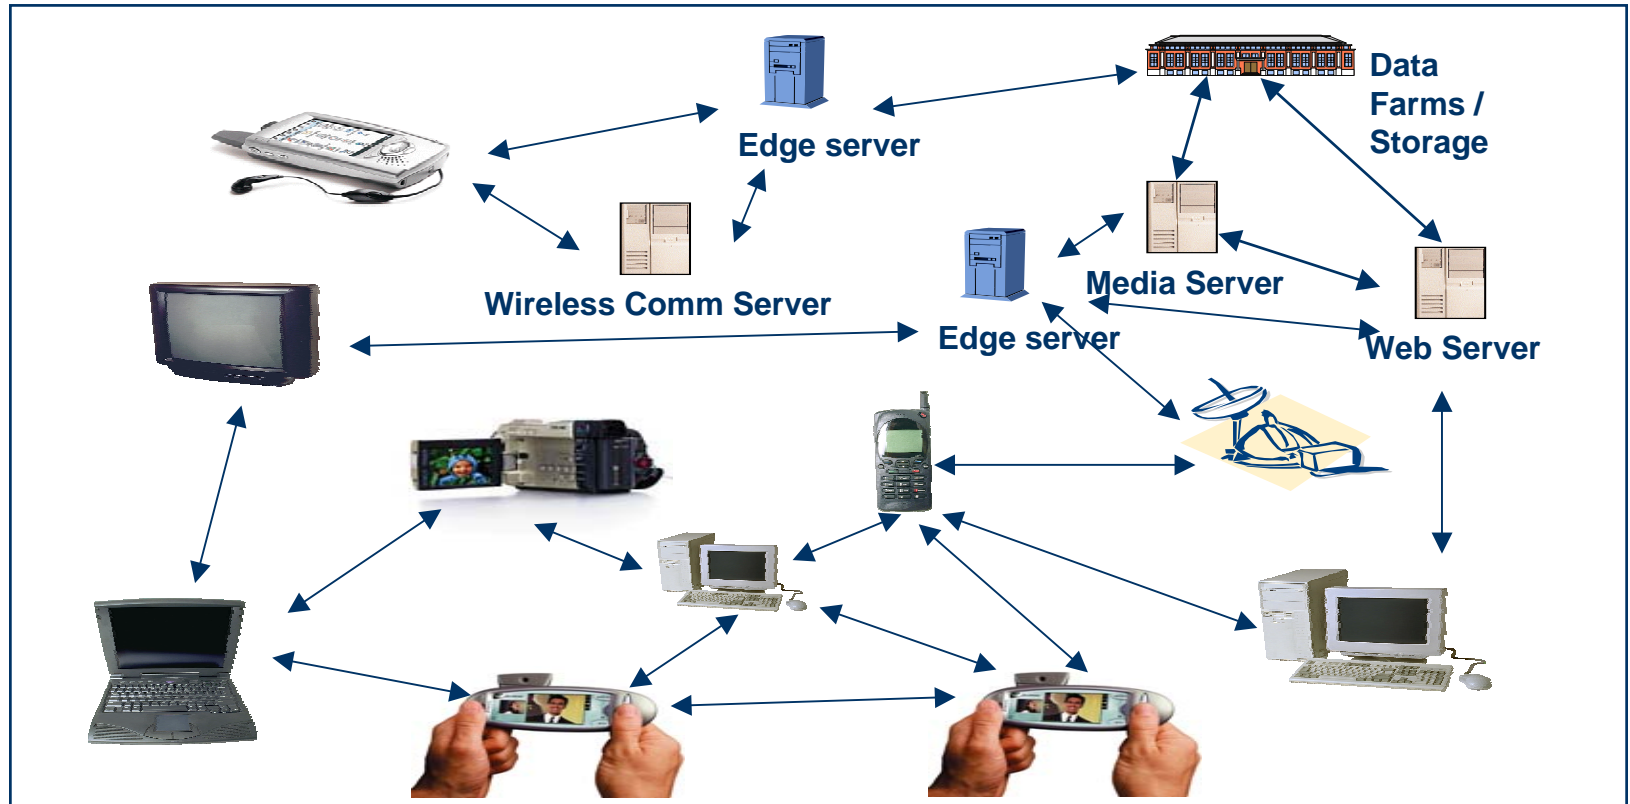 Data
Farms /
Storage
Edge server
Wireless Comm Server
Media Server
Edge server
Web Server